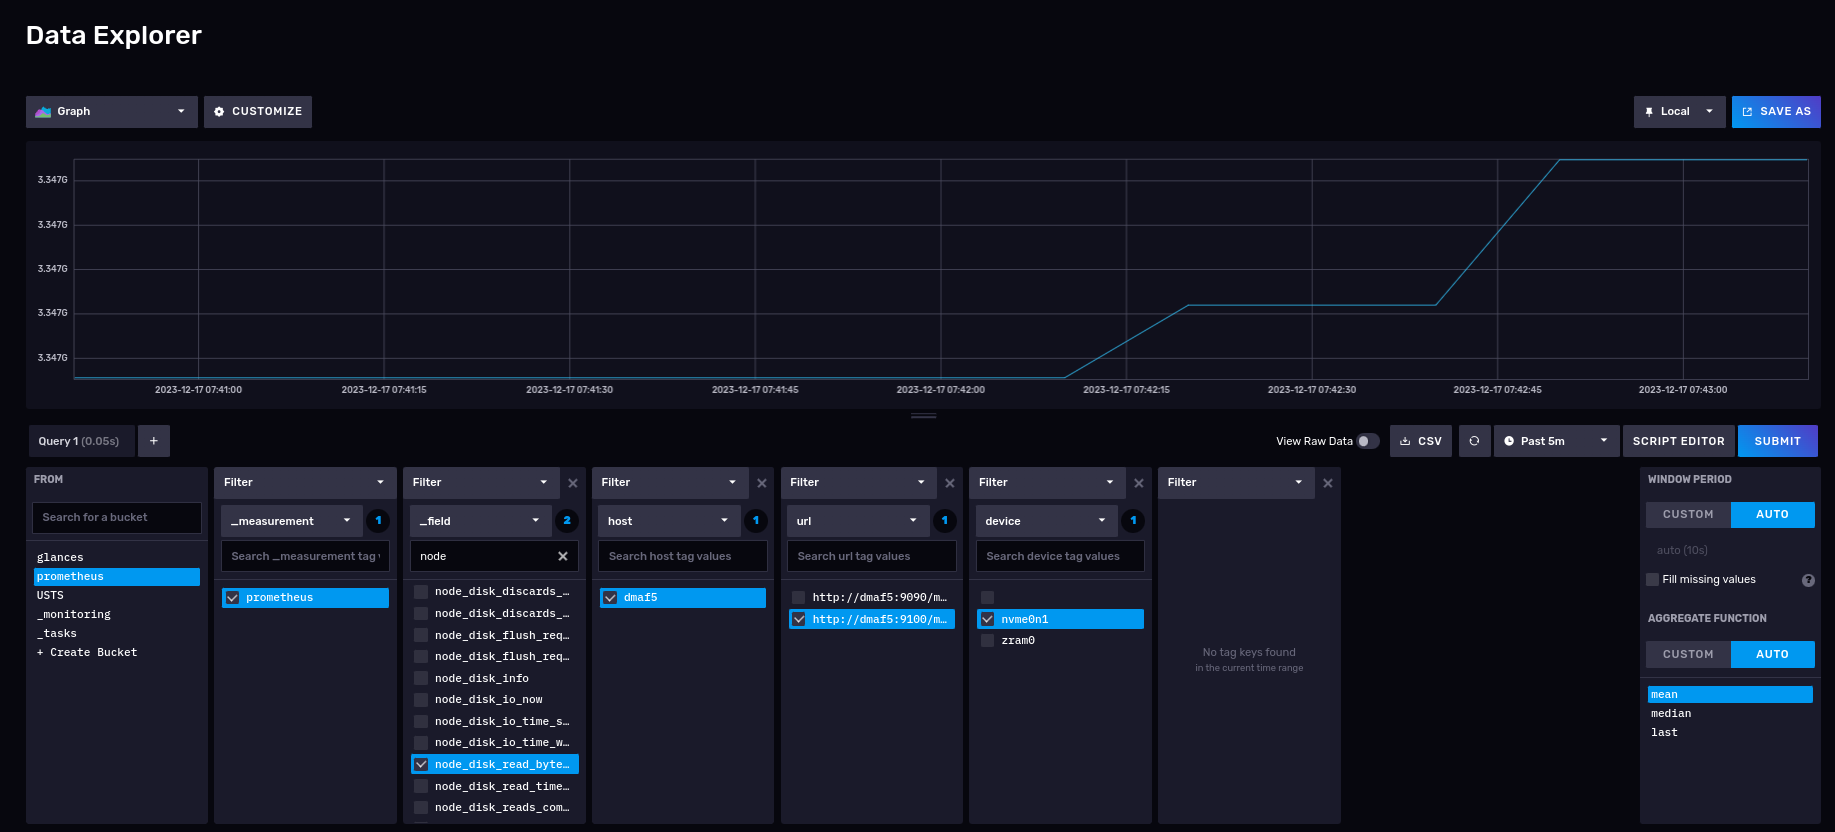 Data Explorer
Graph
CUSTOMIZE
Local
SAVE AS
3.347G
3.347G
3.347G
3.347G
3.347G
2023-12-17 07:41:00
2023-12-17 07:41:15
2023-12-17 07:41:30
2023-12-17 07:41:45
2023-12-17 07:42:00
2023-12-17 07:42:15
2023-12-17 07:42:30
2023-12-17 07:42:45
2023-12-17 07:43:00
Query 1 (0.05s)
+
View Raw Data
CSV
Past 5m
SCRIPT EDITOR
SUBMIT
FROM
Search for a bucket
glances
prometheus
USTS
_monitoring
_tasks
+ Create Bucket
Filter
_measurement
1
Search _measurement tag v
prometheus
Filter
_field
2
node
node_disk_discards_…
node_disk_discards_…
node_disk_flush_req…
node_disk_flush_req…
node_disk_info
node_disk_io_now
node_disk_io_time_s…
node_disk_io_time_w…
node_disk_read_byte…
node_disk_read_time…
node_disk_reads_com…
Filter
host
1
Search host tag values
dmaf5
Filter
url
1
Search url tag values
http://dmaf5:9090/m…
http://dmaf5:9100/m…
Filter
device
1
Search device tag values
nvme0n1
zram0
Filter
No tag keys found
in the current time range
WINDOW PERIOD
CUSTOM
AUTO
auto (10s)
Fill missing values
?
AGGREGATE FUNCTION
CUSTOM
AUTO
mean
median
last